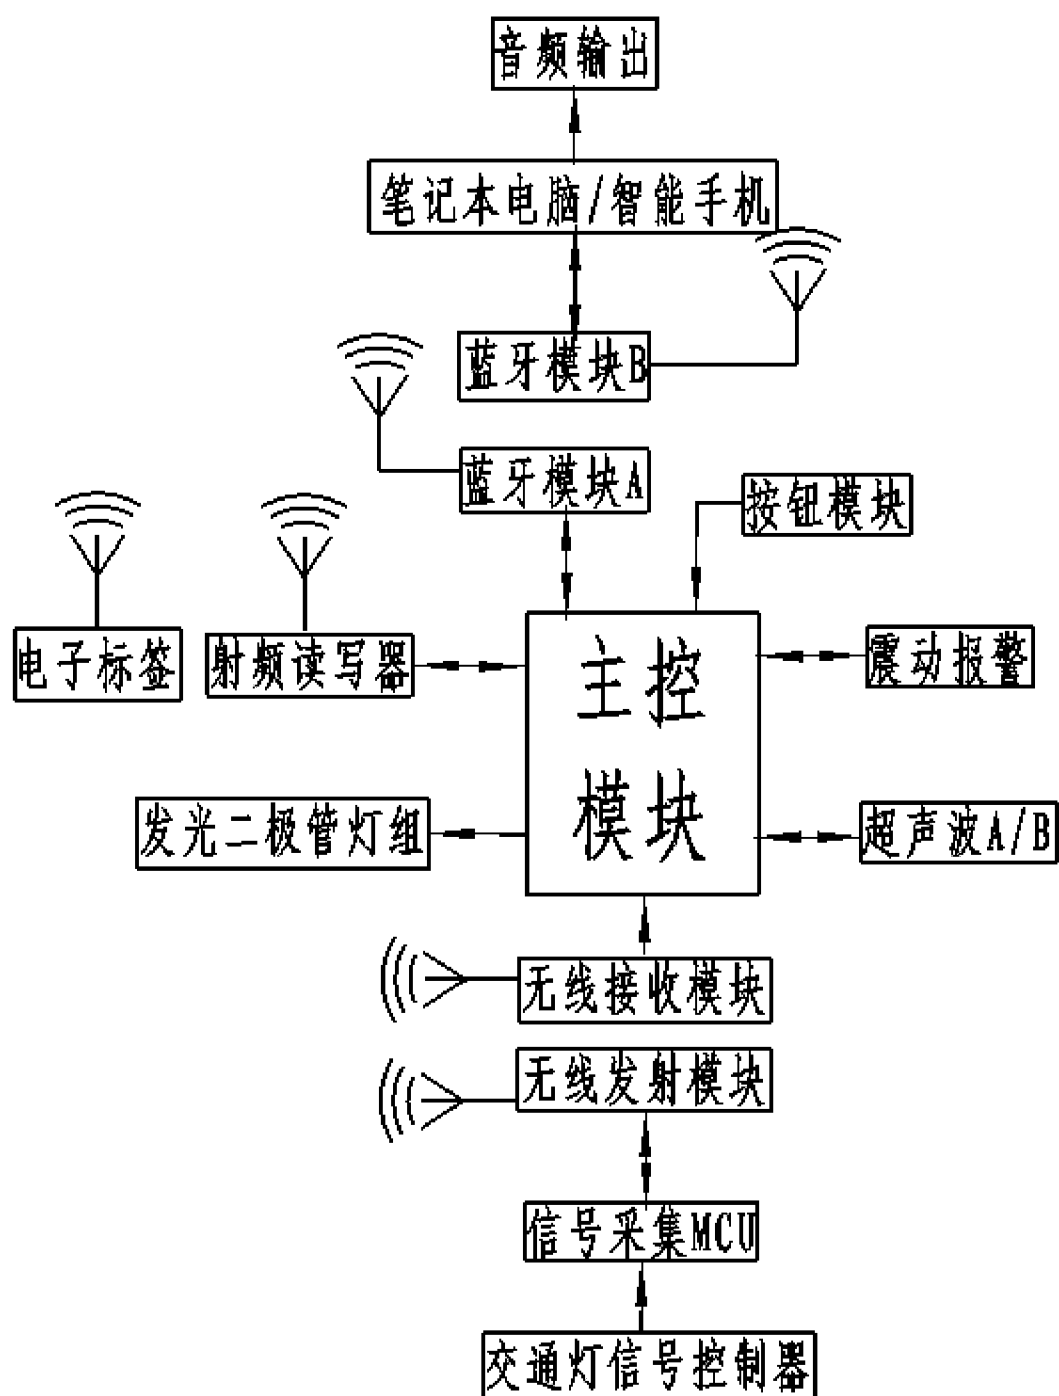 音频输出
笔记本电脑/智能手机
蓝牙模块B
蓝牙模块A
按钮模块
电子标签
射频读写器
主控
模块
震动报警
发光二极管灯组
超声波A/B
无线接收模块
无线发射模块
信号采集MCU
交通灯信号控制器